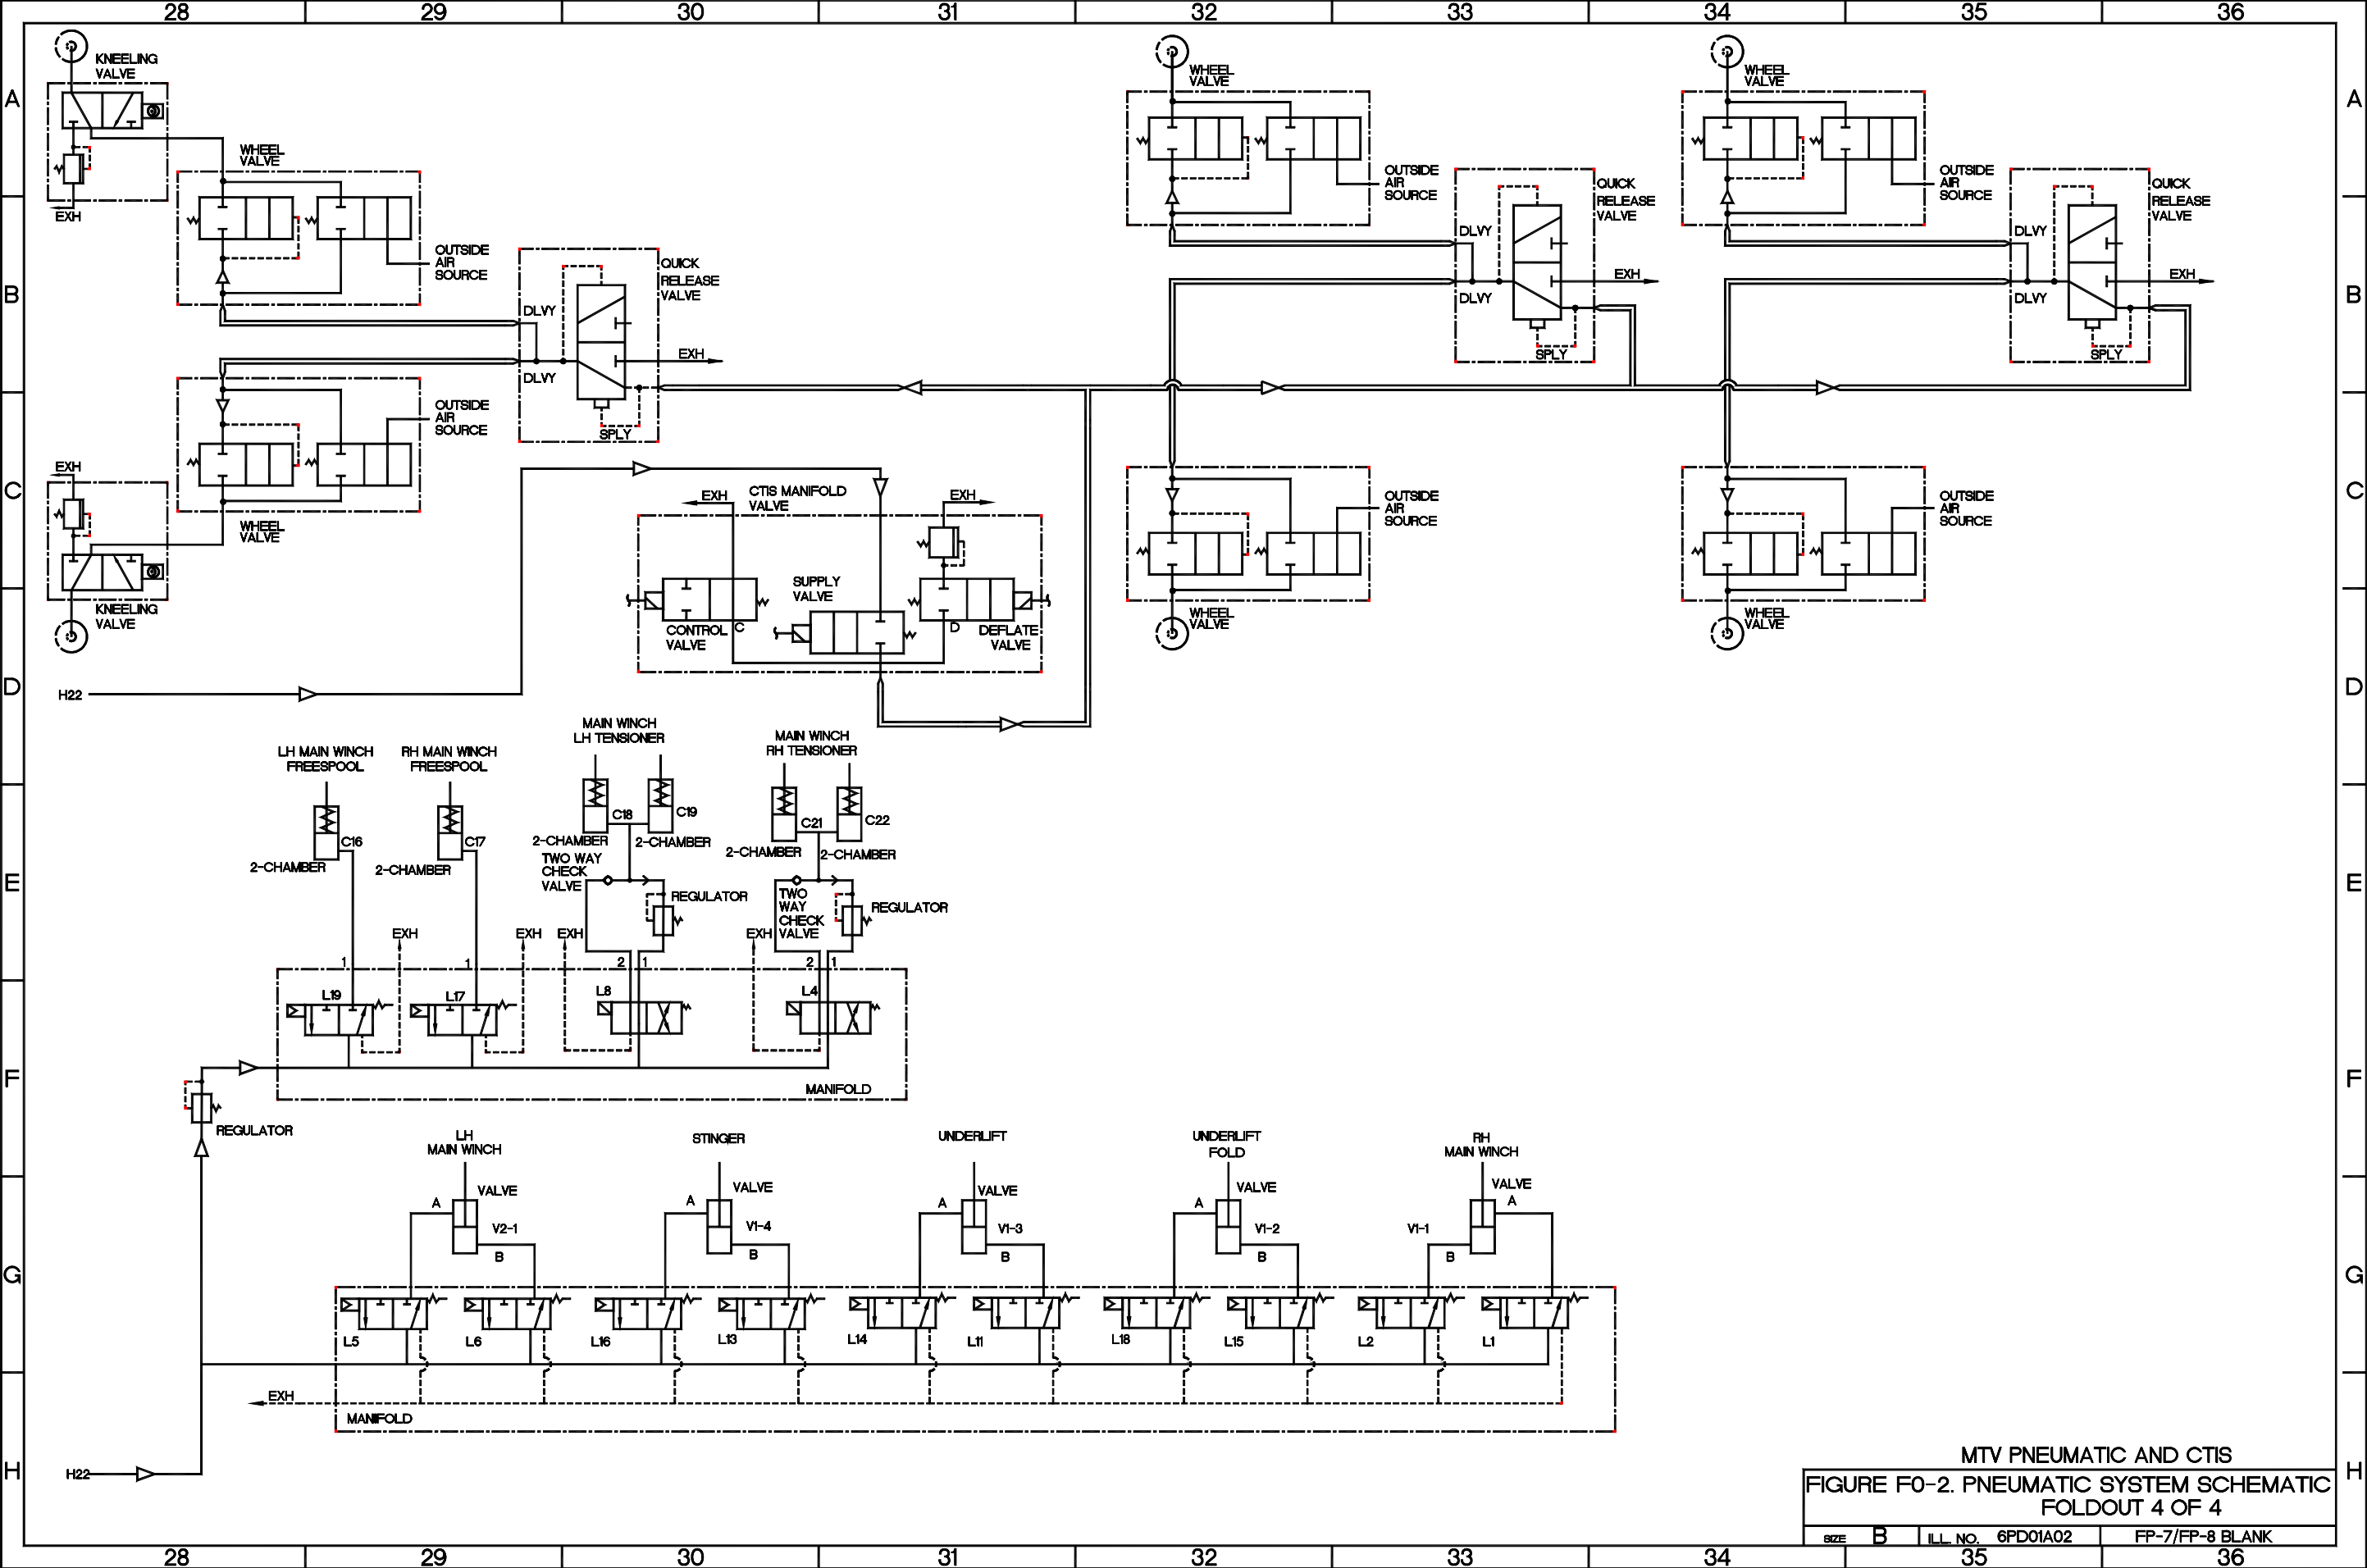 28 29 30 31 32 33 34 35 36
A
B
C
D
E
F
G
H
KNEELING
VALVE
EXH
WHEEL
VALVE
OUTSIDE
AIR
SOURCE
DLVY
DLVY
QUICK
RELEASE
VALVE
EXH
SPLY
OUTSIDE
AIR
SOURCE
WHEEL
VALVE
EXH
KNEELING
VALVE
WHEEL
VALVE
OUTSIDE
AIR
SOURCE
DLVY
DLVY
QUICK
RELEASE
VALVE
EXH
SPLY
OUTSIDE
AIR
SOURCE
WHEEL
VALVE
WHEEL
VALVE
OUTSIDE
AIR
SOURCE
DLVY
DLVY
QUICK
RELEASE
VALVE
EXH
SPLY
OUTSIDE
AIR
SOURCE
WHEEL
VALVE
EXH
CTIS MANIFOLD
VALVE
EXH
SUPPLY
VALVE
CONTROL
VALVE
C
D
DEFLATE
VALVE
H22
LH MAIN WINCH
FREESPOOL
RH MAIN WINCH
FREESPOOL
MAIN WINCH
LH TENSIONER
MAIN WINCH
RH TENSIONER
C16
2-CHAMBER
C17
2-CHAMBER
C18
2-CHAMBER
C19
2-CHAMBER
C21
2-CHAMBER
C22
2-CHAMBER
TWO WAY
CHECK
VALVE
REGULATOR
TWO
WAY
CHECK
VALVE
REGULATOR
EXH
EXH
EXH
EXH
1
1
2 1
2 1
L19
L17
L8
L4
MANIFOLD
REGULATOR
LH
MAIN WINCH
STINGER
UNDERLIFT
UNDERLIFT
FOLD
RH
MAIN WINCH
A
VALVE
V2-1
B
A
VALVE
V1-4
B
A
VALVE
V1-3
B
A
VALVE
V1-2
B
VALVE
A
V1-1
B
L5
L6
L16
L13
L14
L11
L18
L15
L2
L1
EXH
MANIFOLD
H22
MTV PNEUMATIC AND CTIS
FIGURE FO-2. PNEUMATIC SYSTEM SCHEMATIC
FOLDOUT 4 OF 4
SIZE B ILL. NO. 6PD01A02 FP-7/FP-8 BLANK
A
B
C
D
E
F
G
H
28 29 30 31 32 33 34 35 36